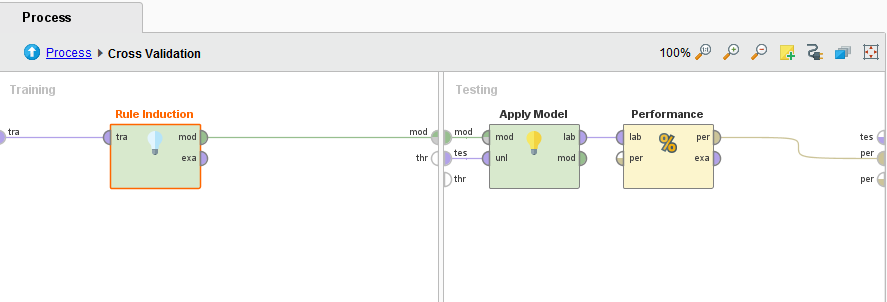 Process
Process Cross Validation
100%
Training
Testing
Rule Induction
tra
tra
mod
exa
mod
thr
Apply Model
Performance
mod
tes
thr
mod
unl
lab
mod
lab
per
per
exa
tes
per
per